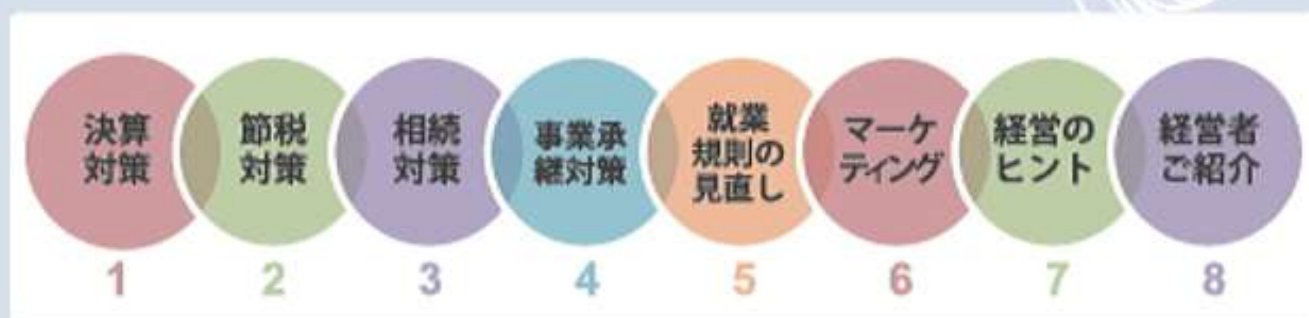 決算
対策
節税
対策
相続
対策
事業承
継対策
就業
規則の
見直し
マーケ
ティング
経営の
ヒント
経営者
ご紹介
1
2
3
4
5
6
7
8